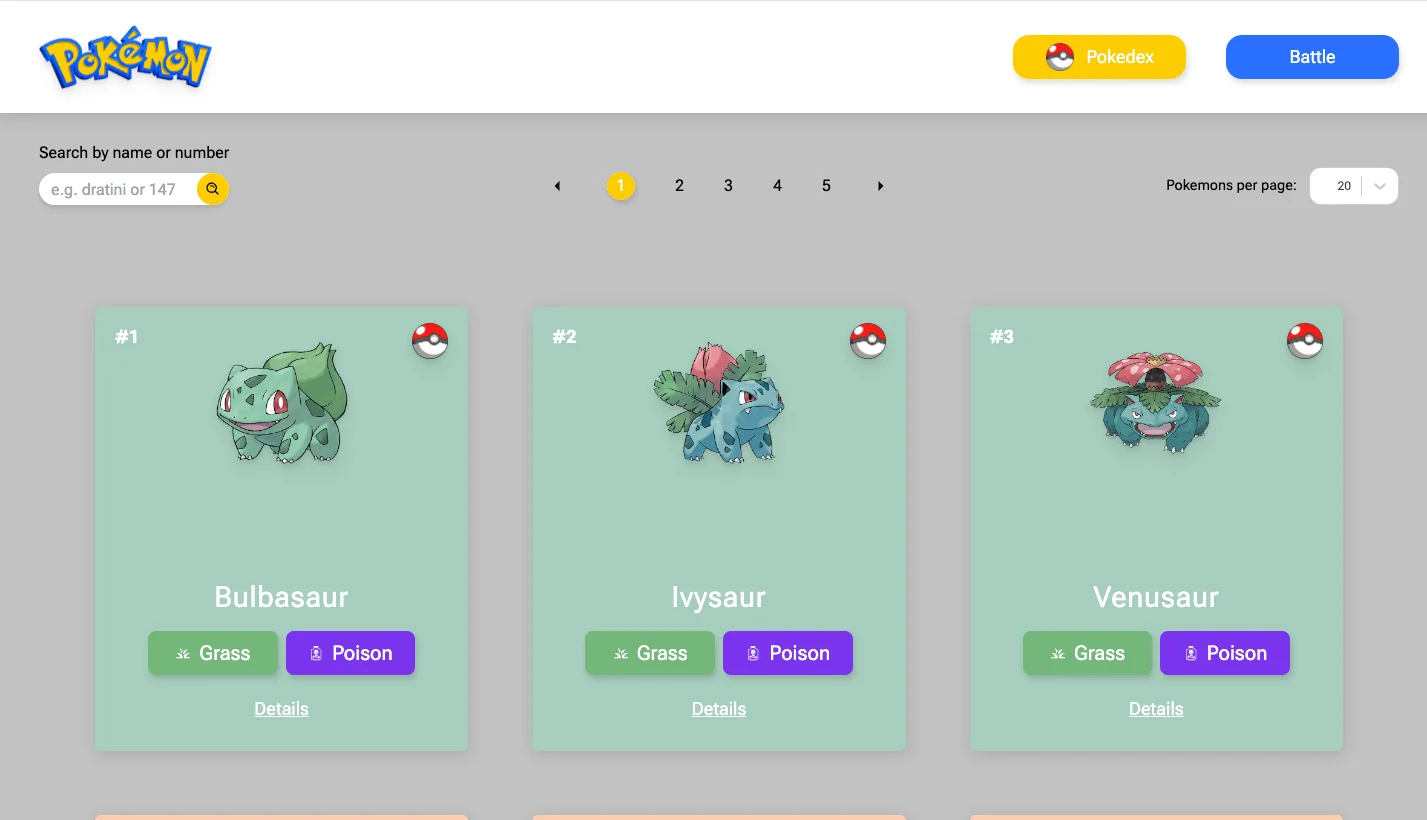 POKéMON
Pokedex
Battle
Search by name or number
e.g. dratini or 147
1 2 3 4 5
Pokemons per page: 20
#1
#2
#3
Bulbasaur
Ivysaur
Venusaur
Grass Poison
Grass Poison
Grass Poison
Details
Details
Details